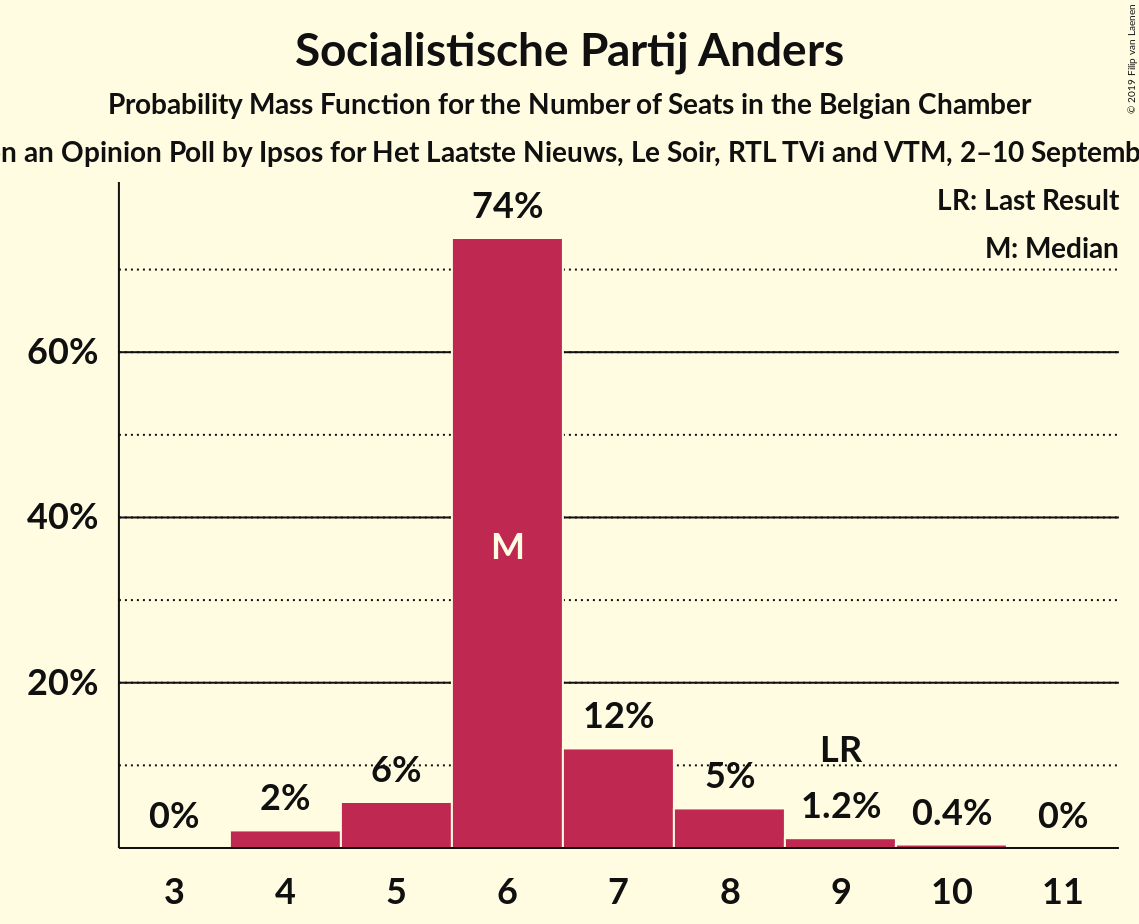 Socialistische Partij Anders
Probability Mass Function for the Number of Seats in the Belgian Chamber
n an Opinion Poll by Ipsos for Het Laatste Nieuws, Le Soir, RTL TVi and VTM, 2–10 Septemb
© 2019 Filip van Laenen
LR: Last Result
M: Median
74%
60%
40%
M
20%
12%
LR
6%
5%
2%
1.2%
0.4%
0%
0%
3 4 5 6 7 8 9 10 11